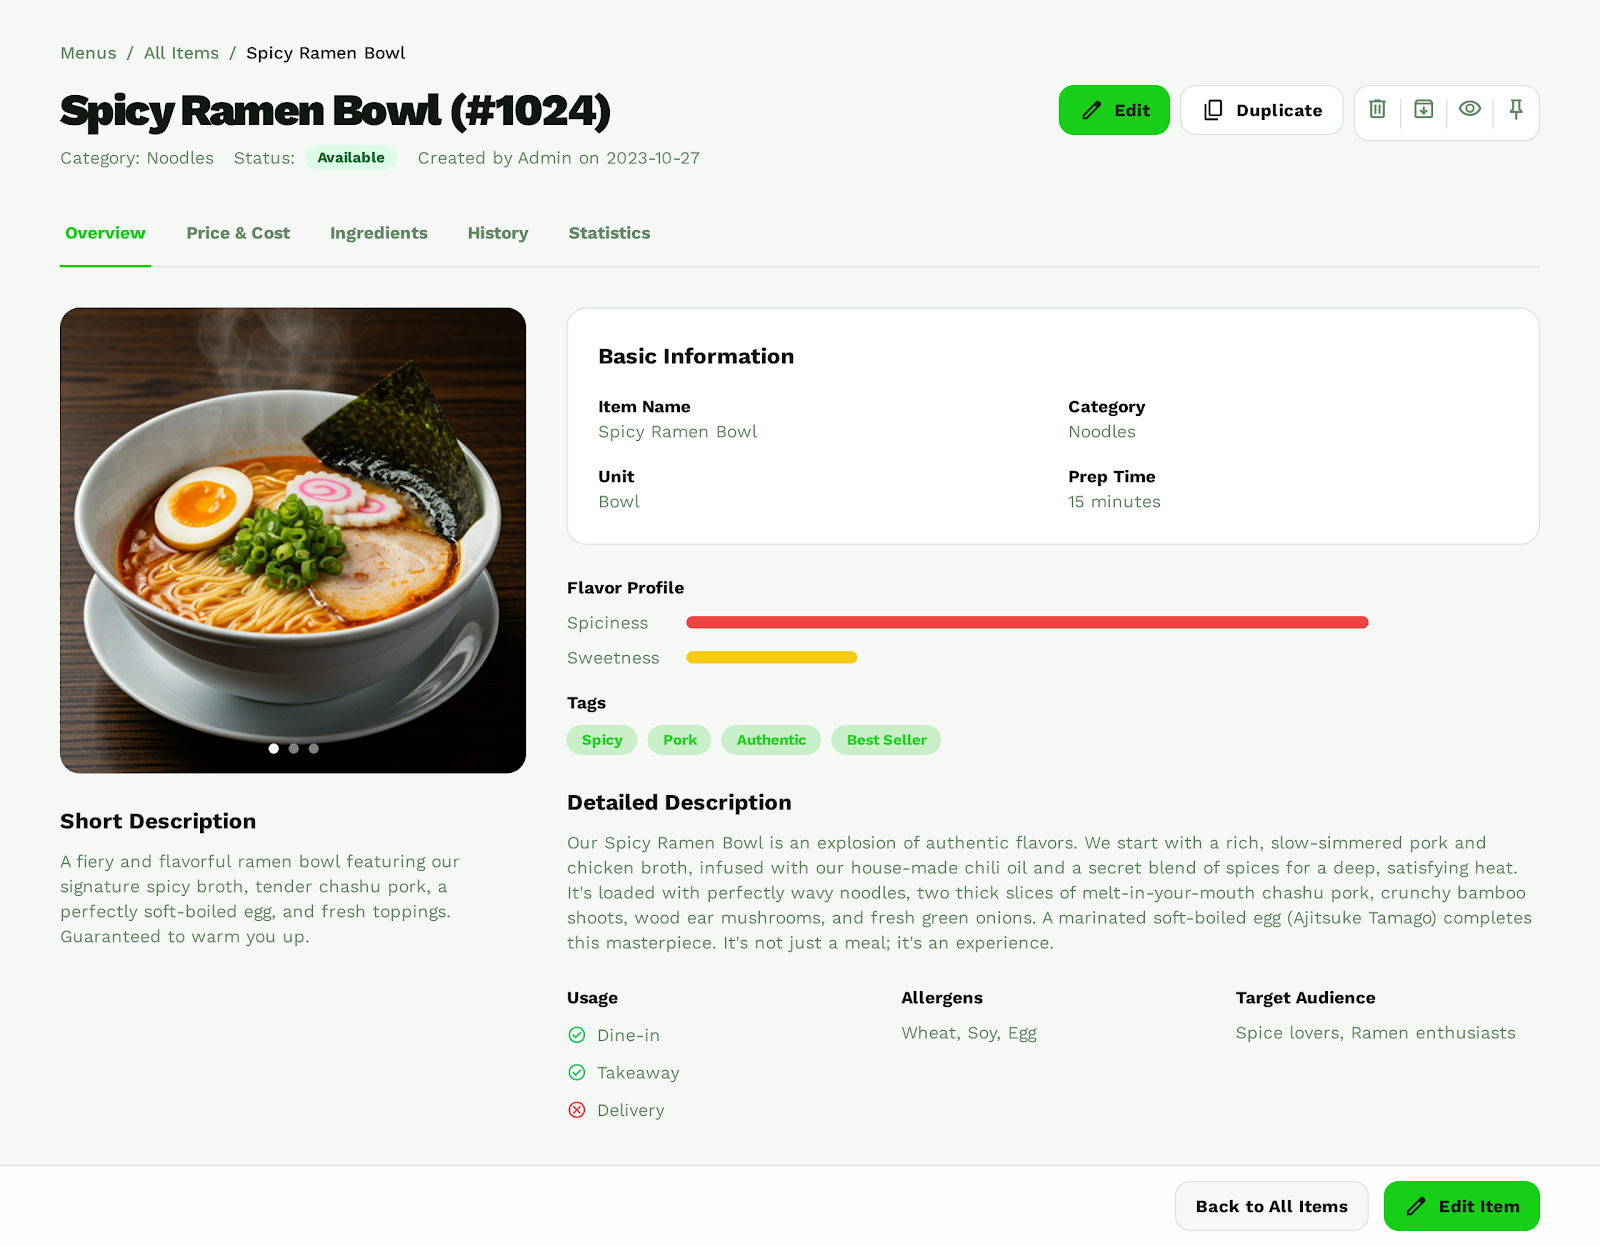 Menus / All Items / Spicy Ramen Bowl
Spicy Ramen Bowl (#1024)
Edit
Duplicate
Category: Noodles Status: Available Created by Admin on 2023-10-27
Overview Price & Cost Ingredients History Statistics
Basic Information
Item Name
Spicy Ramen Bowl
Category
Noodles
Unit
Bowl
Prep Time
15 minutes
Flavor Profile
Spiciness
Sweetness
Tags
Spicy Pork Authentic Best Seller
Short Description
A fiery and flavorful ramen bowl featuring our
signature spicy broth, tender chashu pork, a
perfectly soft-boiled egg, and fresh toppings.
Guaranteed to warm you up.
Detailed Description
Our Spicy Ramen Bowl is an explosion of authentic flavors. We start with a rich, slow-simmered pork and
chicken broth, infused with our house-made chili oil and a secret blend of spices for a deep, satisfying heat.
It's loaded with perfectly wavy noodles, two thick slices of melt-in-your-mouth chashu pork, crunchy bamboo
shoots, wood ear mushrooms, and fresh green onions. A marinated soft-boiled egg (Ajitsuke Tamago) completes
this masterpiece. It's not just a meal; it's an experience.
Usage
Dine-in
Takeaway
Delivery
Allergens
Wheat, Soy, Egg
Target Audience
Spice lovers, Ramen enthusiasts
Back to All Items
Edit Item